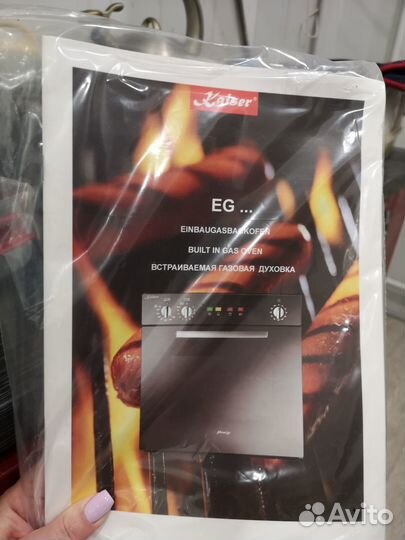 Kaiser®
EG ...
EINBAUGASBACKOFEN
BUILT IN GAS OVEN
ВСТРАИВАЕМАЯ ГАЗОВАЯ ДУХОВКА
Avito